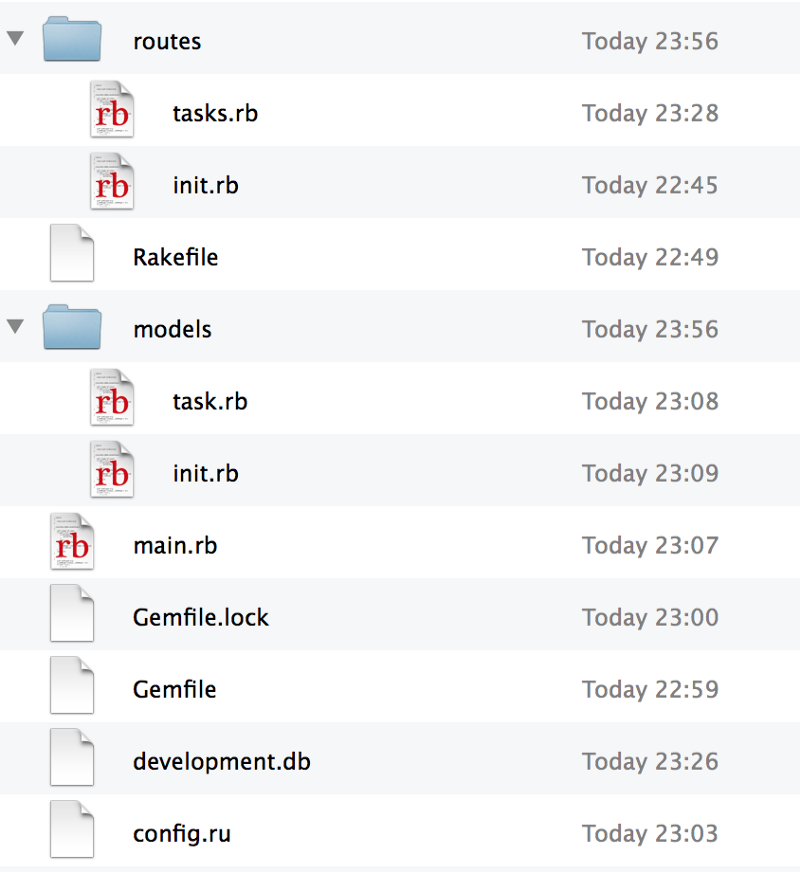 routes Today 23:56
rb tasks.rb Today 23:28
rb init.rb Today 22:45
Rakefile Today 22:49
models Today 23:56
rb task.rb Today 23:08
rb init.rb Today 23:09
rb main.rb Today 23:07
Gemfile.lock Today 23:00
Gemfile Today 22:59
development.db Today 23:26
config.ru Today 23:03